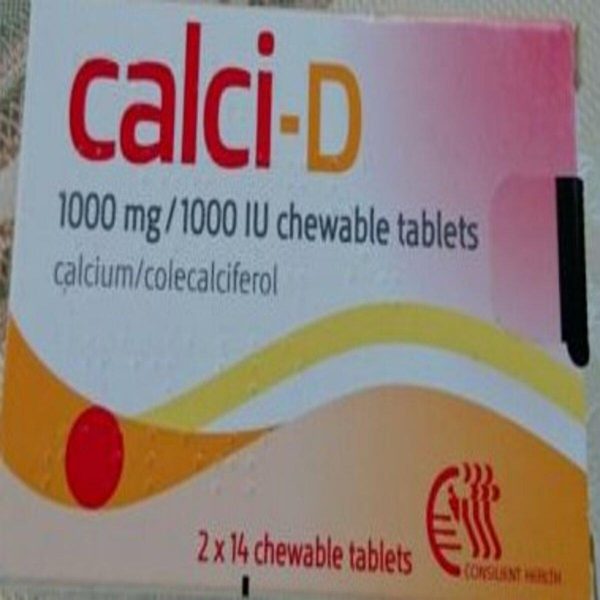 calci-D
1000 mg/1000 IU chewable tablets
calcium/colecalciferol
2 x 14 chewable tablets
CONSILIENT HEALTH